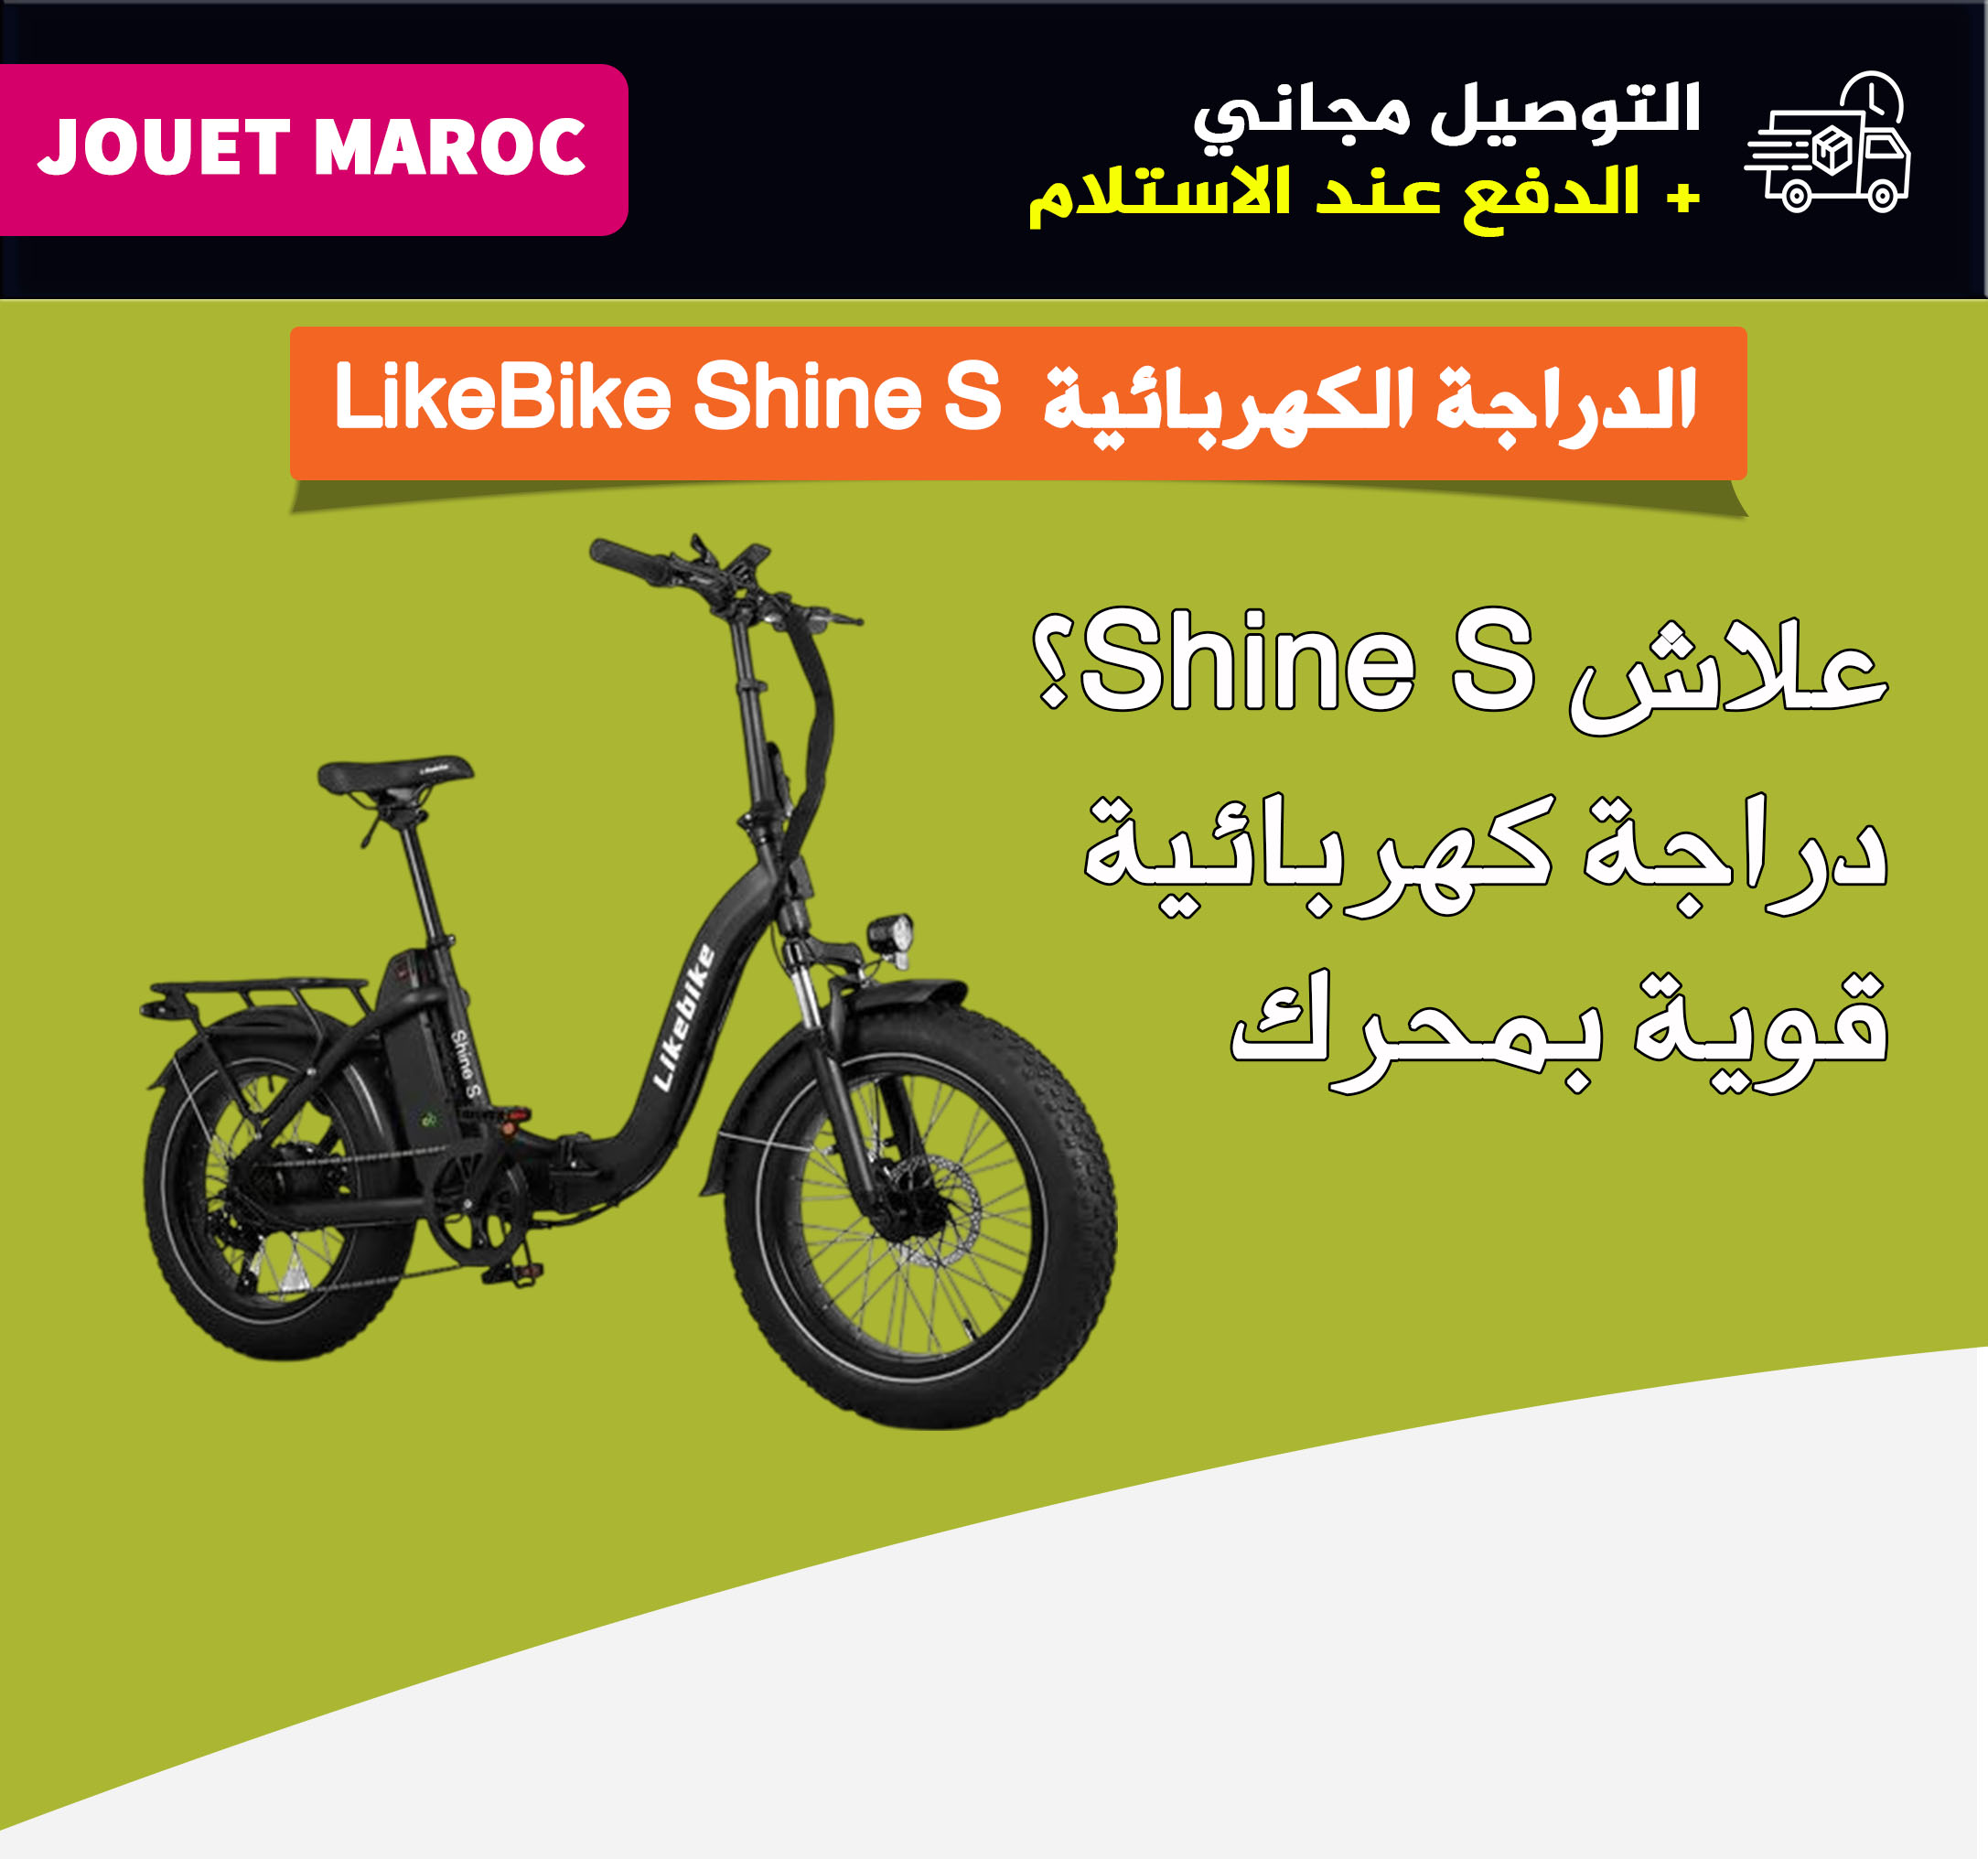 JOUET MAROC
التوصيل مجاني
+ الدفع عند الاستلام
الدراجة الكهربائية LikeBike Shine S
علاش Shine S؟
دراجة كهربائية
قوية بمحرك
Likebike
Shine S